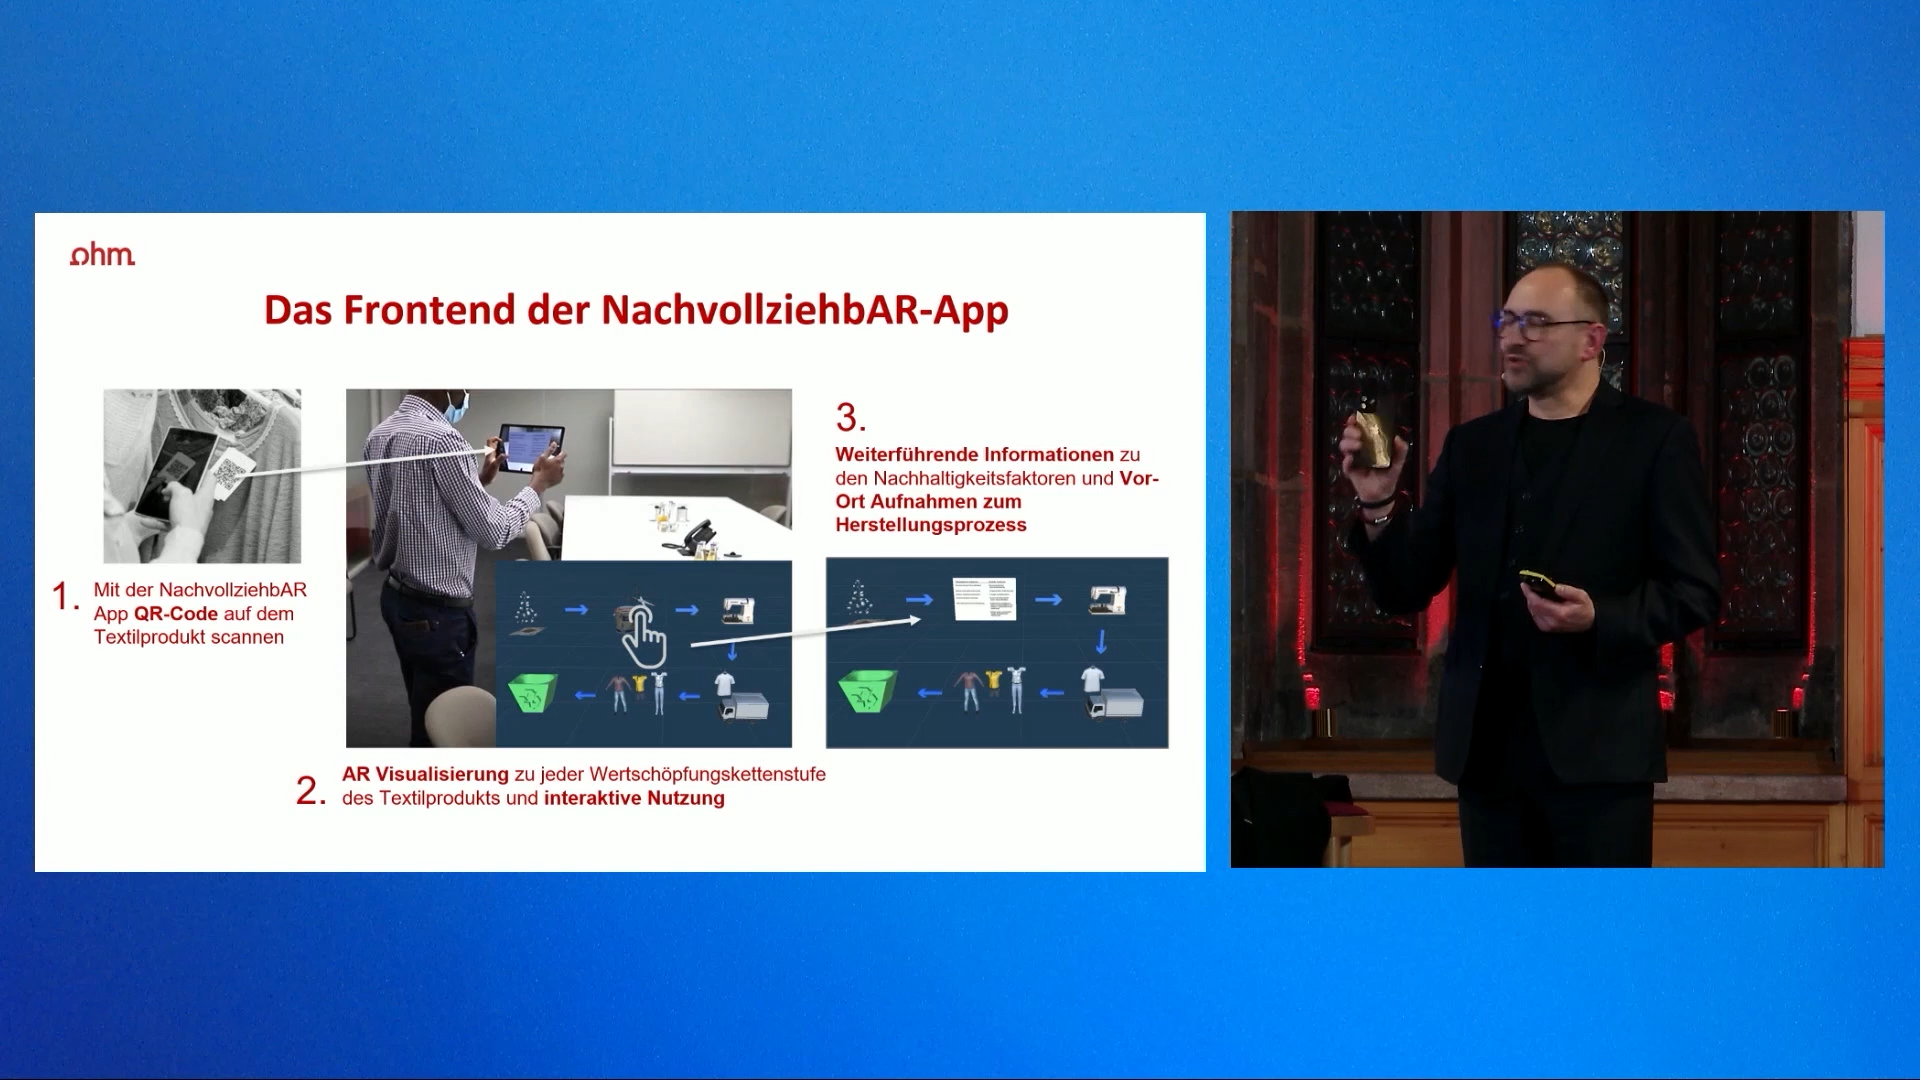 ohm
Das Frontend der NachvollziehbAR-App
1. Mit der NachvollziehbAR
App QR-Code auf dem
Textilprodukt scannen
2. AR Visualisierung zu jeder Wertschöpfungskettenstufe
des Textilprodukts und interaktive Nutzung
3.
Weiterführende Informationen zu
den Nachhaltigkeitsfaktoren und Vor-
Ort Aufnahmen zum
Herstellungsprozess